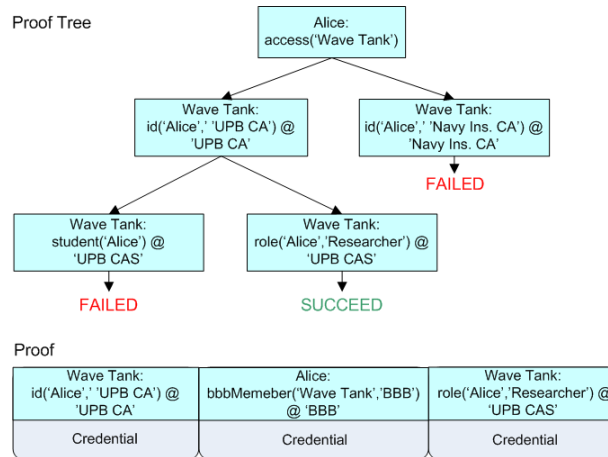 Proof Tree
Alice:
access(‘Wave Tank’)
Wave Tank:
id(‘Alice’,’ ’UPB CA’) @
’UPB CA’
Wave Tank:
id(‘Alice’,’ ’Navy Ins. CA’) @
’Navy Ins. CA’
FAILED
Wave Tank:
student(‘Alice’) @
‘UPB CAS’
Wave Tank:
role(‘Alice’,’Researcher’) @
‘UPB CAS’
FAILED
SUCCEED
Proof
Wave Tank:
id(‘Alice’,’ ’UPB CA’) @
’UPB CA’
Alice:
bbbMemeber(‘Wave Tank’,’BBB’)
@ ‘BBB’
Wave Tank:
role(‘Alice’,’Researcher’) @
‘UPB CAS’
Credential
Credential
Credential